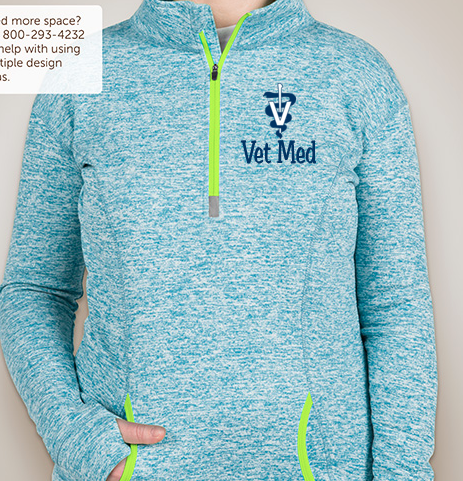 d more space?
800-293-4232
help with using
tiple design
s.
V
Vet Med